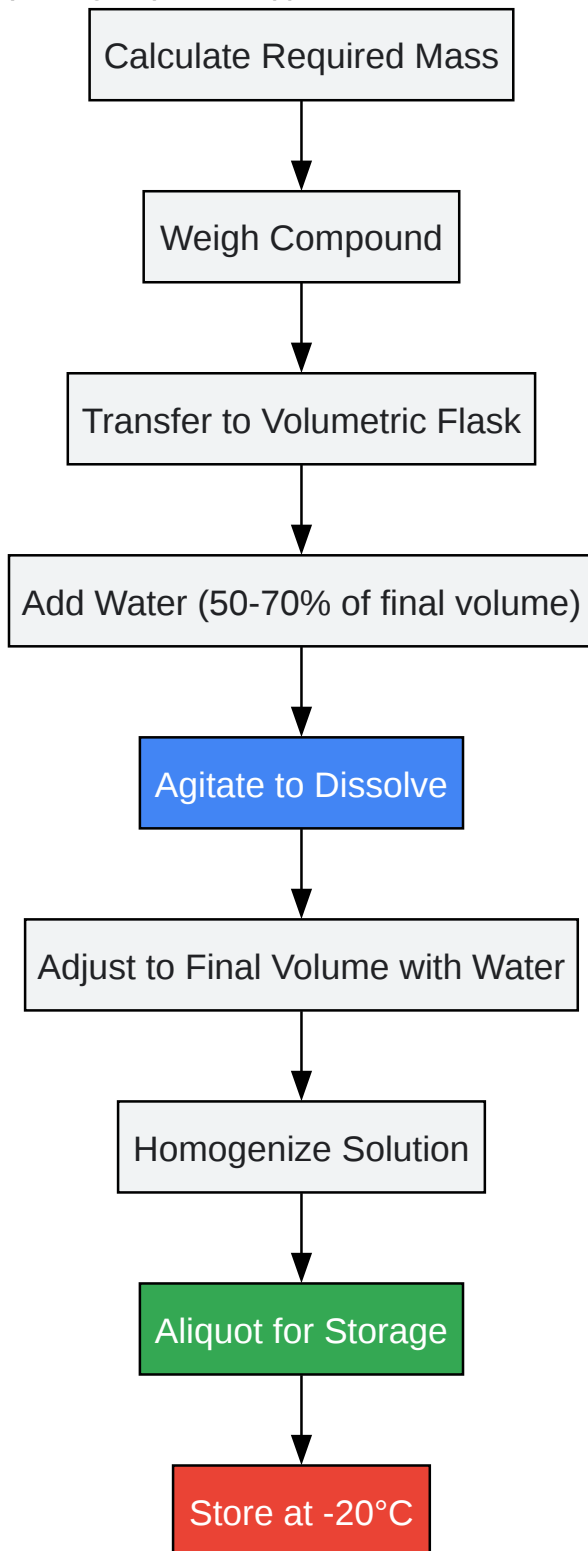 Calculate Required Mass
Weigh Compound
Transfer to Volumetric Flask
Add Water (50-70% of final volume)
Agitate to Dissolve
Adjust to Final Volume with Water
Homogenize Solution
Aliquot for Storage
Store at -20°C